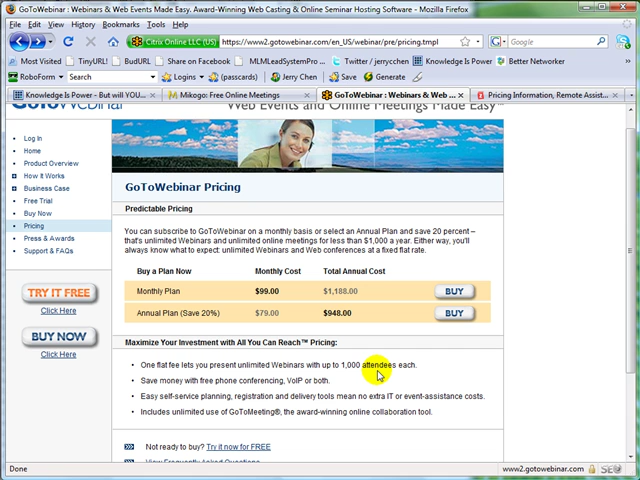 GoToWebinar : Webinars & Web Events Made Easy. Award-Winning Web Casting & Online Seminar Hosting Software - Mozilla Firefox
File Edit View History Bookmarks Tools Help
Citrix Online LLC (US) https://www2.gotowebinar.com/en_US/webinar/pre/pricing.tmpl Google
Most Visited TinyURL! BudURL Share on Facebook MLMLeadSystemPro Twitter / jerrychen Knowledge Is Power Better Networker
RoboForm Search Logins (passcards) Jerry Chen Save Generate
Knowledge Is Power - But will YOU... Mikogo: Free Online Meetings GoToWebinar : Webinars & Web ... Pricing Information, Remote Assist...
GoToWebinar Web Events and Online Meetings Made Easy™
Log In
Home
Product Overview
How It Works
Business Case
Free Trial
Buy Now
Pricing
Press & Awards
Support & FAQs
TRY IT FREE
Click Here
BUY NOW
Click Here
GoToWebinar Pricing
Predictable Pricing
You can subscribe to GoToWebinar on a monthly basis or select an Annual Plan and save 20 percent –
that's unlimited Webinars and unlimited online meetings for less than $1,000 a year. Either way, you'll
always know what to expect: unlimited Webinars and Web conferences at a fixed flat rate.
Buy a Plan Now Monthly Cost Total Annual Cost
Monthly Plan $99.00 $1,188.00 BUY
Annual Plan (Save 20%) $79.00 $948.00 BUY
Maximize Your Investment with All You Can Reach™ Pricing:
• One flat fee lets you present unlimited Webinars with up to 1,000 attendees each.
• Save money with free phone conferencing, VoIP or both.
• Easy self-service planning, registration and delivery tools mean no extra IT or event-assistance costs.
• Includes unlimited use of GoToMeeting®, the award-winning online collaboration tool.
Not ready to buy? Try it now for FREE
View Frequently Asked Questions
Done www2.gotowebinar.com